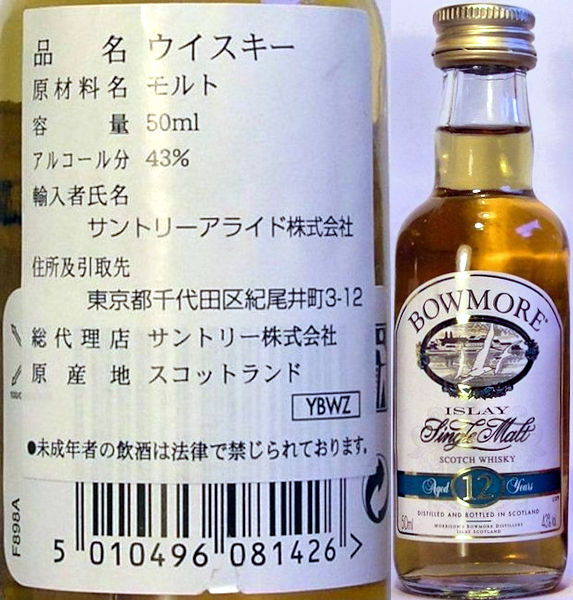 品名 ウイスキー
原材料名 モルト
容量 50ml
アルコール分 43%
輸入者氏名
サントリーアライド株式会社
住所及引取先
東京都千代田区紀尾井町3-12
総代理店 サントリー株式会社
原産地 スコットランド
YBWZ
●未成年者の飲酒は法律で禁じられております。
F898A
5 010496 081426 >
BOWMORE
ISLAY
Single Malt
SCOTCH WHISKY
Aged 12 Years
DISTILLED AND BOTTLED IN SCOTLAND
50ml 43%
MORRISON'S BOWMORE DISTILLERY
ISLAY SCOTLAND